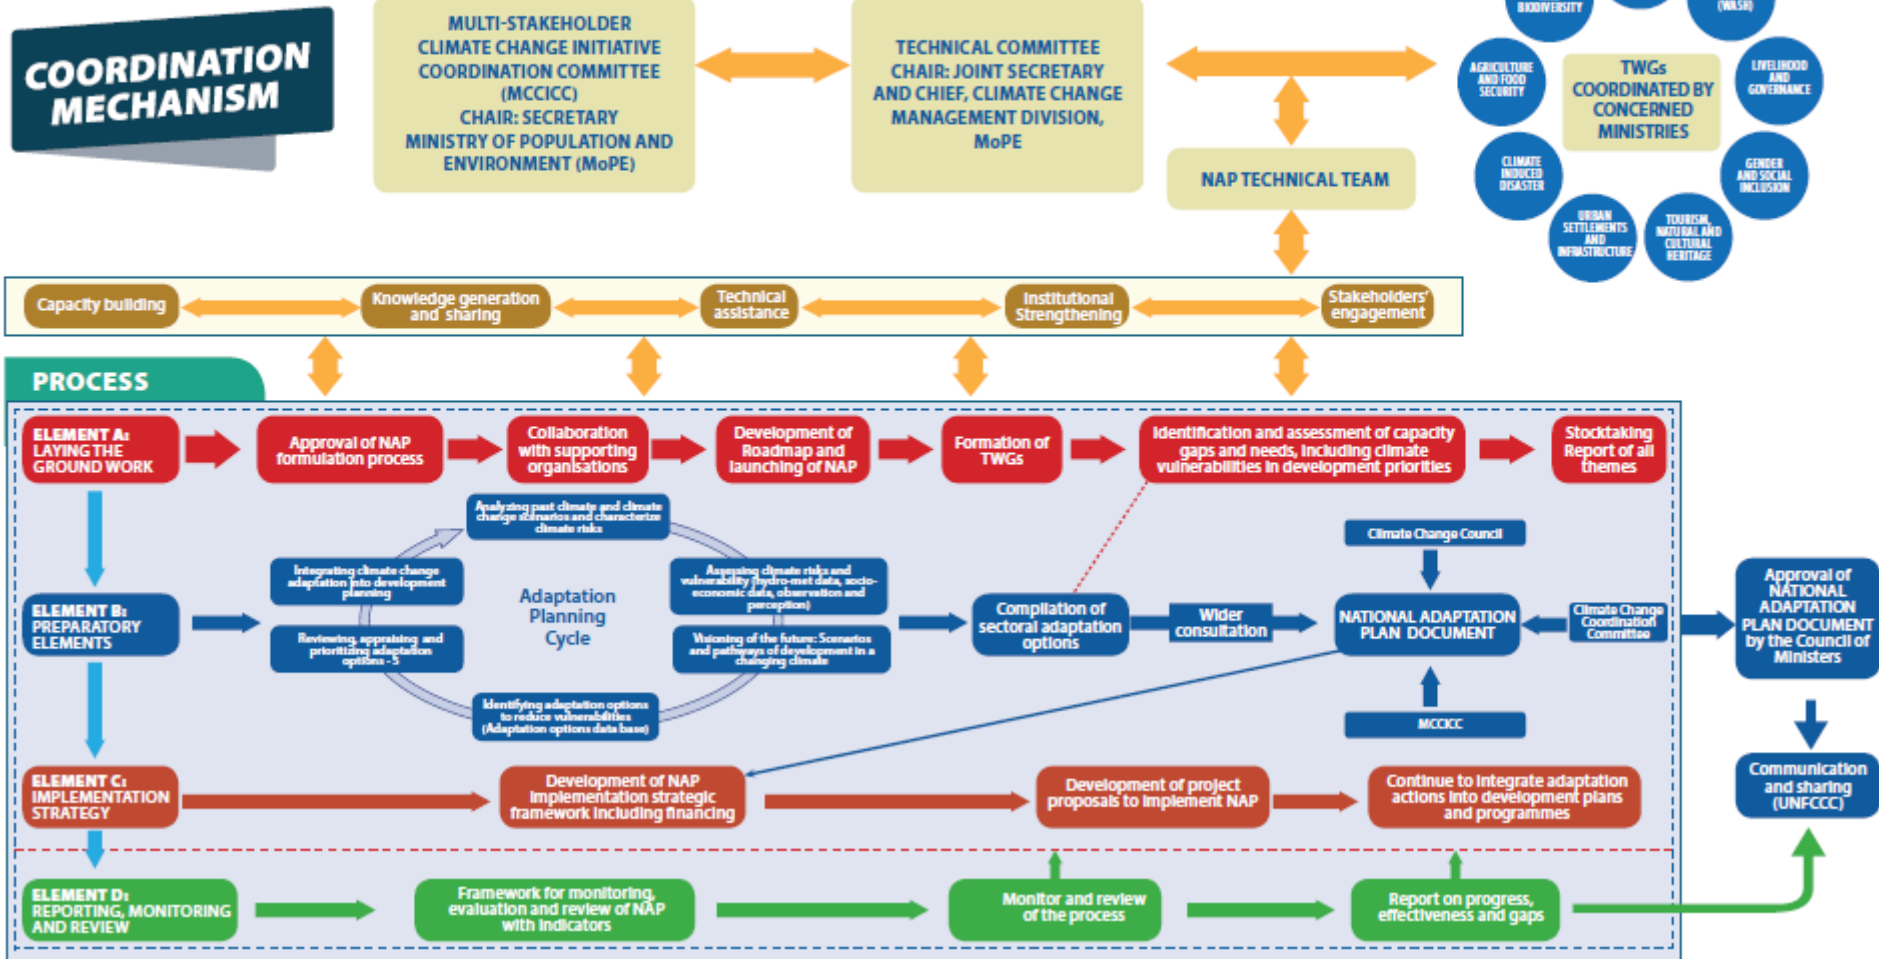 COORDINATION
MECHANISM
MULTI-STAKEHOLDER
CLIMATE CHANGE INITIATIVE
COORDINATION COMMITTEE
(MCCICC)
CHAIR: SECRETARY
MINISTRY OF POPULATION AND
ENVIRONMENT (MoPE)
TECHNICAL COMMITTEE
CHAIR: JOINT SECRETARY
AND CHIEF, CLIMATE CHANGE
MANAGEMENT DIVISION,
MoPE
NAP TECHNICAL TEAM
BIODIVERSITY
(WASH)
AGRICULTURE
AND FOOD
SECURITY
TWGs
COORDINATED BY
CONCERNED
MINISTRIES
LIVELIHOOD
AND
GOVERNANCE
CLIMATE
INDUCED
DISASTER
GENDER
AND SOCIAL
INCLUSION
URBAN
SETTLEMENTS
AND
INFRASTRUCTURE
TOURISM,
NATURAL AND
CULTURAL
HERITAGE
Capacity building
Knowledge generation
and sharing
Technical
assistance
Institutional
Strengthening
Stakeholders'
engagement
PROCESS
ELEMENT A:
LAYING THE
GROUND WORK
Approval of NAP
formulation process
Collaboration
with supporting
organisations
Development of
Roadmap and
launching of NAP
Formation of
TWGs
Identification and assessment of capacity
gaps and needs, including climate
vulnerabilities in development priorities
Stocktaking
Report of all
themes
ELEMENT B:
PREPARATORY
ELEMENTS
Analyzing past climate and climate
change scenarios and characterize
climate risks
Integrating climate change
adaptation into development
planning
Adaptation
Planning
Cycle
Assessing climate risks and
vulnerability (hydro-met data, socio-
economic data, observation and
perception)
Reviewing, appraising and
prioritizing adaptation
options - 5
Visioning of the future: Scenarios
and pathways of development in a
changing climate
Identifying adaptation options
to reduce vulnerabilities
(Adaptation options data base)
Compilation of
sectoral adaptation
options
Wider
consultation
Climate Change Council
NATIONAL ADAPTATION
PLAN DOCUMENT
Climate Change
Coordination
Committee
MCCICC
Approval of
NATIONAL
ADAPTATION
PLAN DOCUMENT
by the Council of
Ministers
Communication
and sharing
(UNFCCC)
ELEMENT C:
IMPLEMENTATION
STRATEGY
Development of NAP
implementation strategic
framework including financing
Development of project
proposals to implement NAP
Continue to integrate adaptation
actions into development plans
and programmes
ELEMENT D:
REPORTING, MONITORING
AND REVIEW
Framework for monitoring,
evaluation and review of NAP
with indicators
Monitor and review
of the process
Report on progress,
effectiveness and gaps